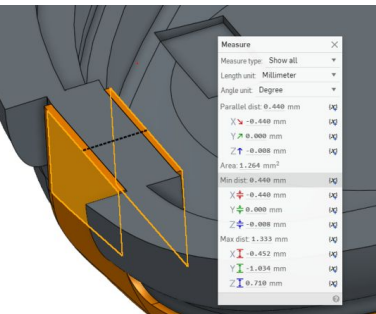 Measure
Measure type: Show all
Length unit: Millimeter
Angle unit: Degree
Parallel dist: 0.440 mm
X -0.440 mm
Y 0.000 mm
Z -0.008 mm
Area: 1.264 mm²
Min dist: 0.440 mm
X -0.440 mm
Y 0.000 mm
Z -0.008 mm
Max dist: 1.333 mm
X -0.452 mm
Y -1.034 mm
Z 0.710 mm